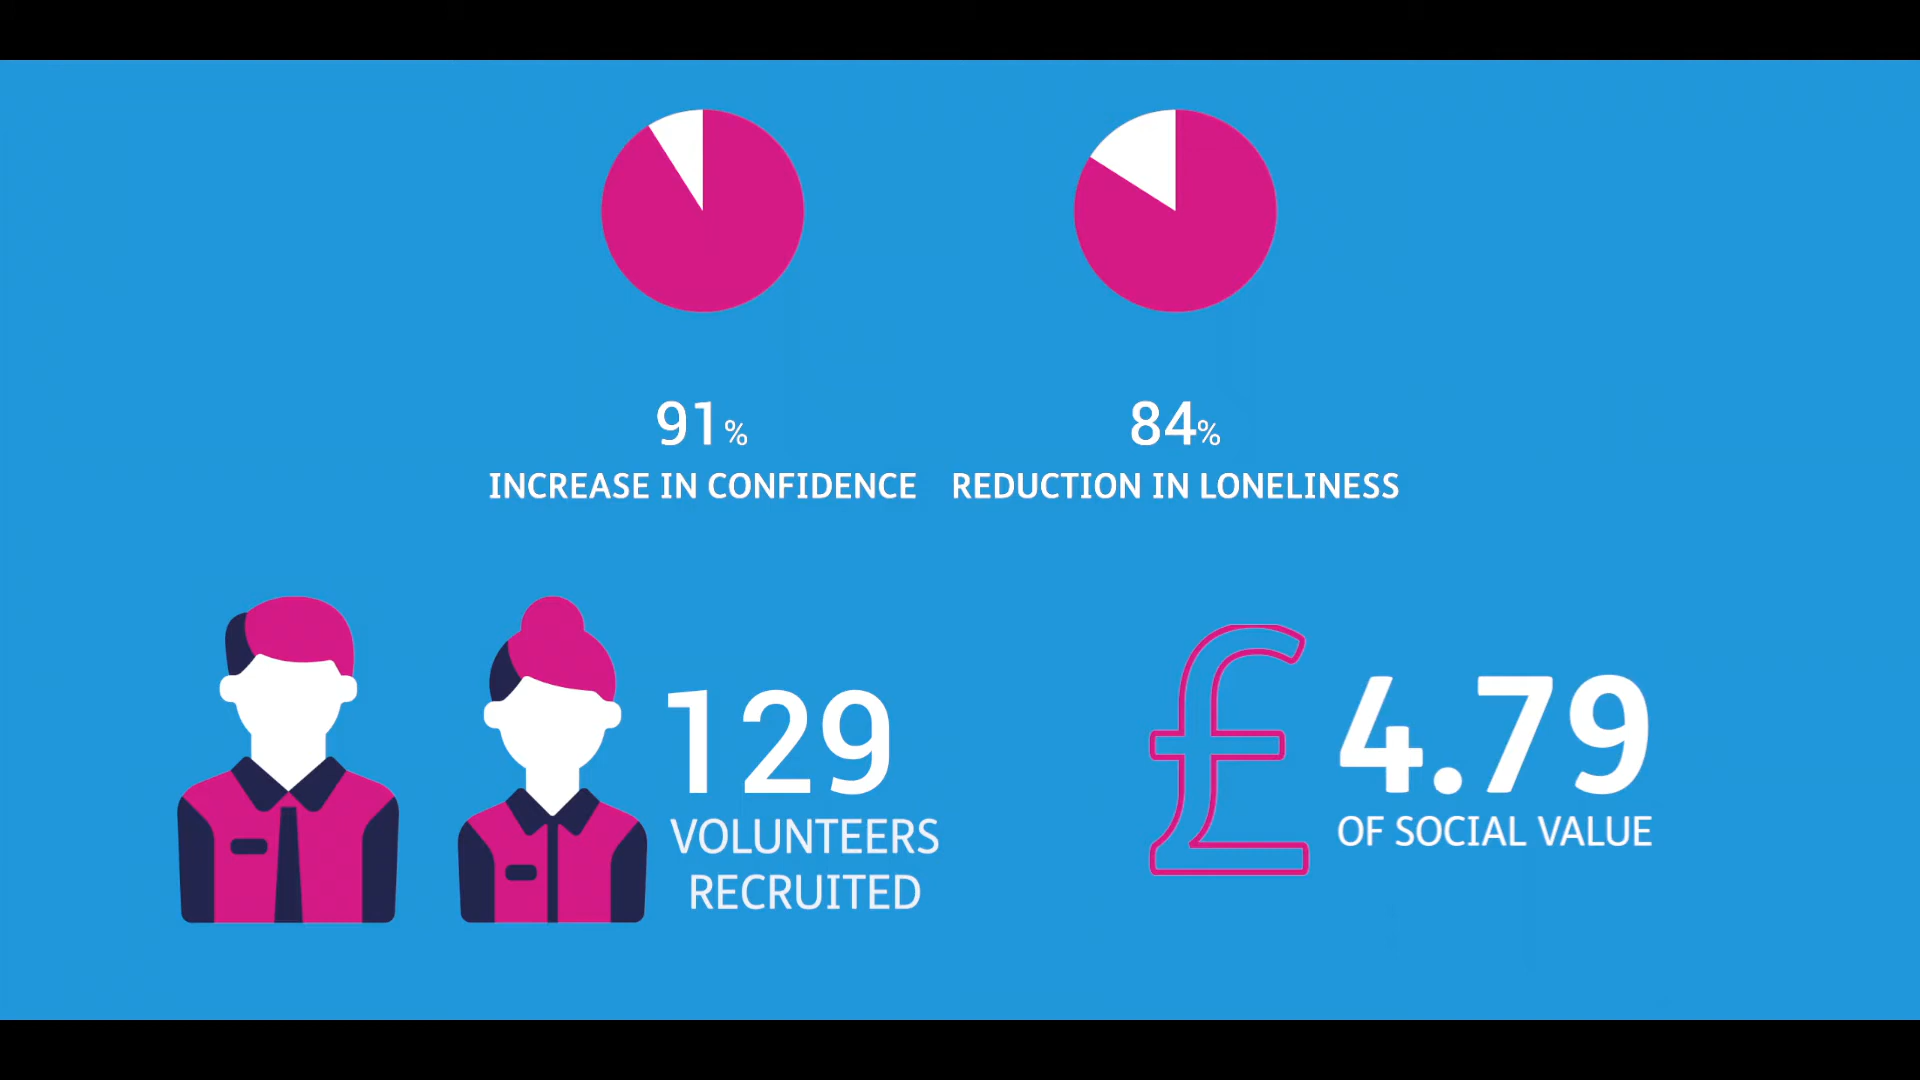 91%
84%
INCREASE IN CONFIDENCE
REDUCTION IN LONELINESS
129
VOLUNTEERS
RECRUITED
£4.79
OF SOCIAL VALUE